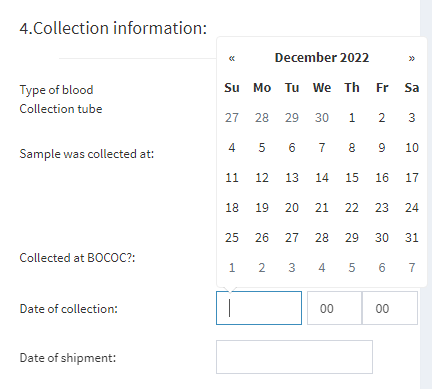 4.Collection information:
« December 2022 »
Su Mo Tu We Th Fr Sa
27 28 29 30 1 2 3
4 5 6 7 8 9 10
11 12 13 14 15 16 17
18 19 20 21 22 23 24
25 26 27 28 29 30 31
1 2 3 4 5 6 7
Type of blood
Collection tube
Sample was collected at:
Collected at BOCOC?:
Date of collection:
00 00
Date of shipment: